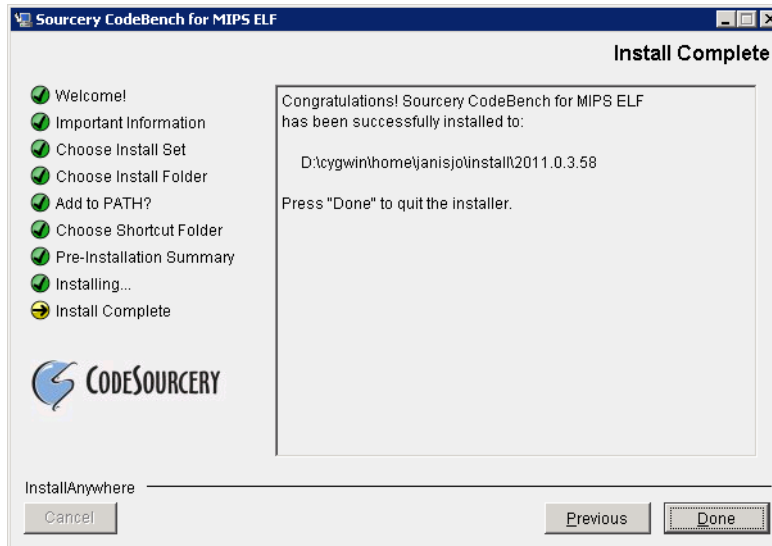 Sourcery CodeBench for MIPS ELF
Install Complete
Welcome!
Important Information
Choose Install Set
Choose Install Folder
Add to PATH?
Choose Shortcut Folder
Pre-Installation Summary
Installing...
Install Complete
CODESOURCERY
Congratulations! Sourcery CodeBench for MIPS ELF
has been successfully installed to:
D:\cygwin\home\janisjo\install\2011.0.3.58
Press "Done" to quit the installer.
InstallAnywhere
Cancel
Previous
Done